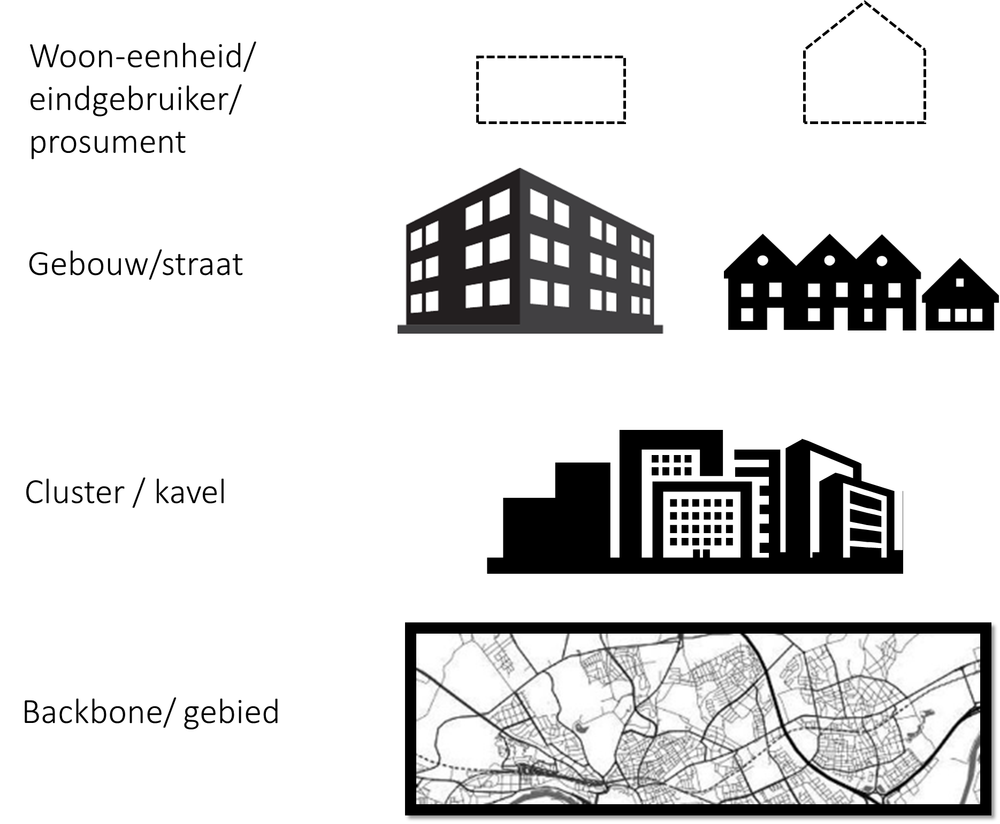 Woon-eenheid/
eindgebruiker/
prosument
Gebouw/straat
Cluster / kavel
Backbone/ gebied